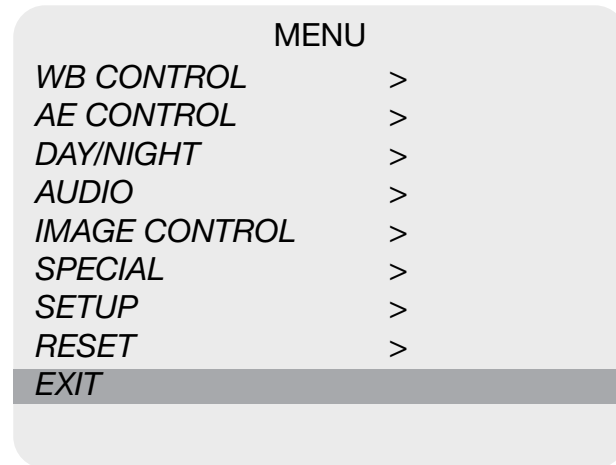 MENU
WB CONTROL >
AE CONTROL >
DAY/NIGHT >
AUDIO >
IMAGE CONTROL >
SPECIAL >
SETUP >
RESET >
EXIT